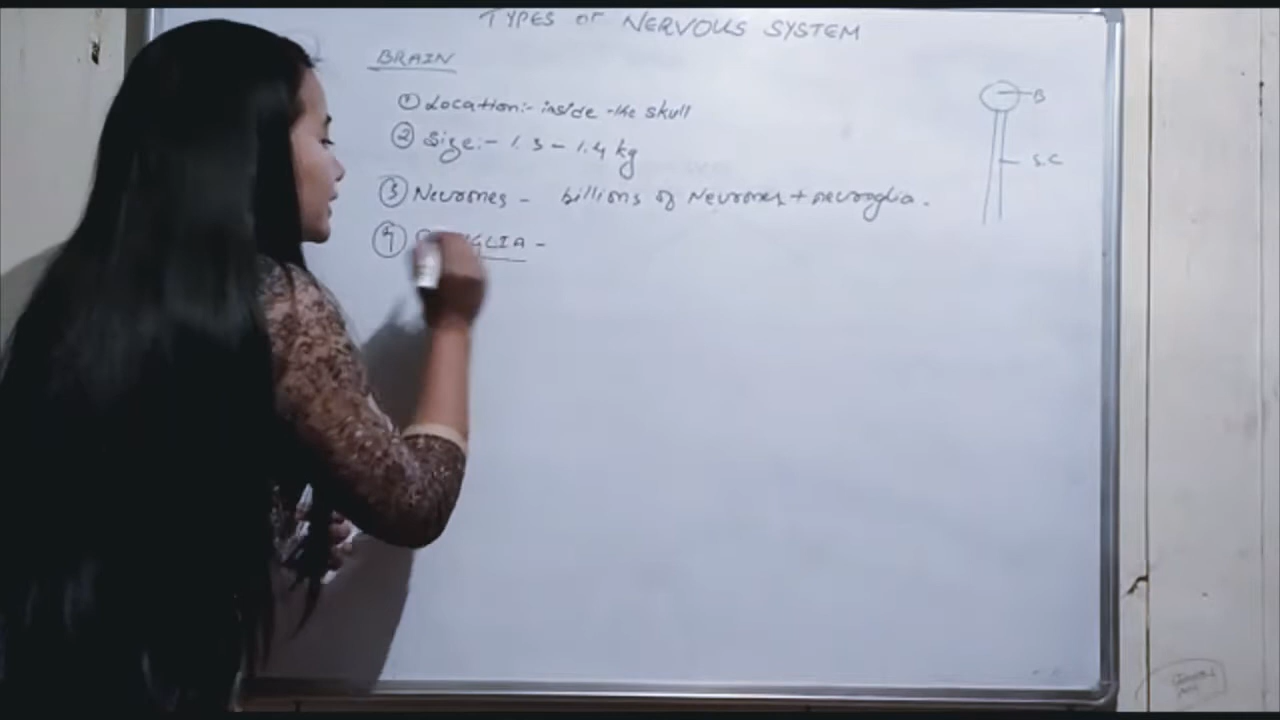 TYPES OF NERVOUS SYSTEM
BRAIN
① Location:- inside the skull
② Size:- 1.3 - 1.4 kg
③ Neurones - billions of Neurones + neuroglia.
④ -
B
S.C